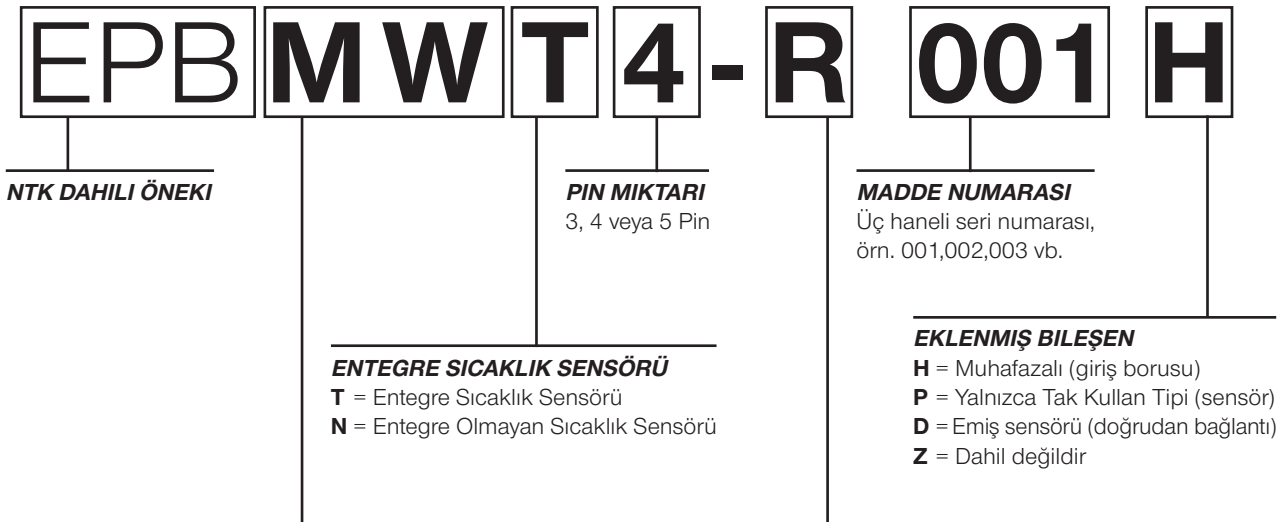 EPB MW T 4 - R 001 H
NTK DAHILI ÖNEKI
PIN MIKTARI
3, 4 veya 5 Pin
MADDE NUMARASI
Üç haneli seri numarası,
örn. 001,002,003 vb.
ENTEGRE SICAKLIK SENSÖRÜ
T = Entegre Sıcaklık Sensörü
N = Entegre Olmayan Sıcaklık Sensörü
EKLENMIŞ BILEŞEN
H = Muhafazalı (giriş borusu)
P = Yalnızca Tak Kullan Tipi (sensör)
D = Emiş sensörü (doğrudan bağlantı)
Z = Dahil değildir